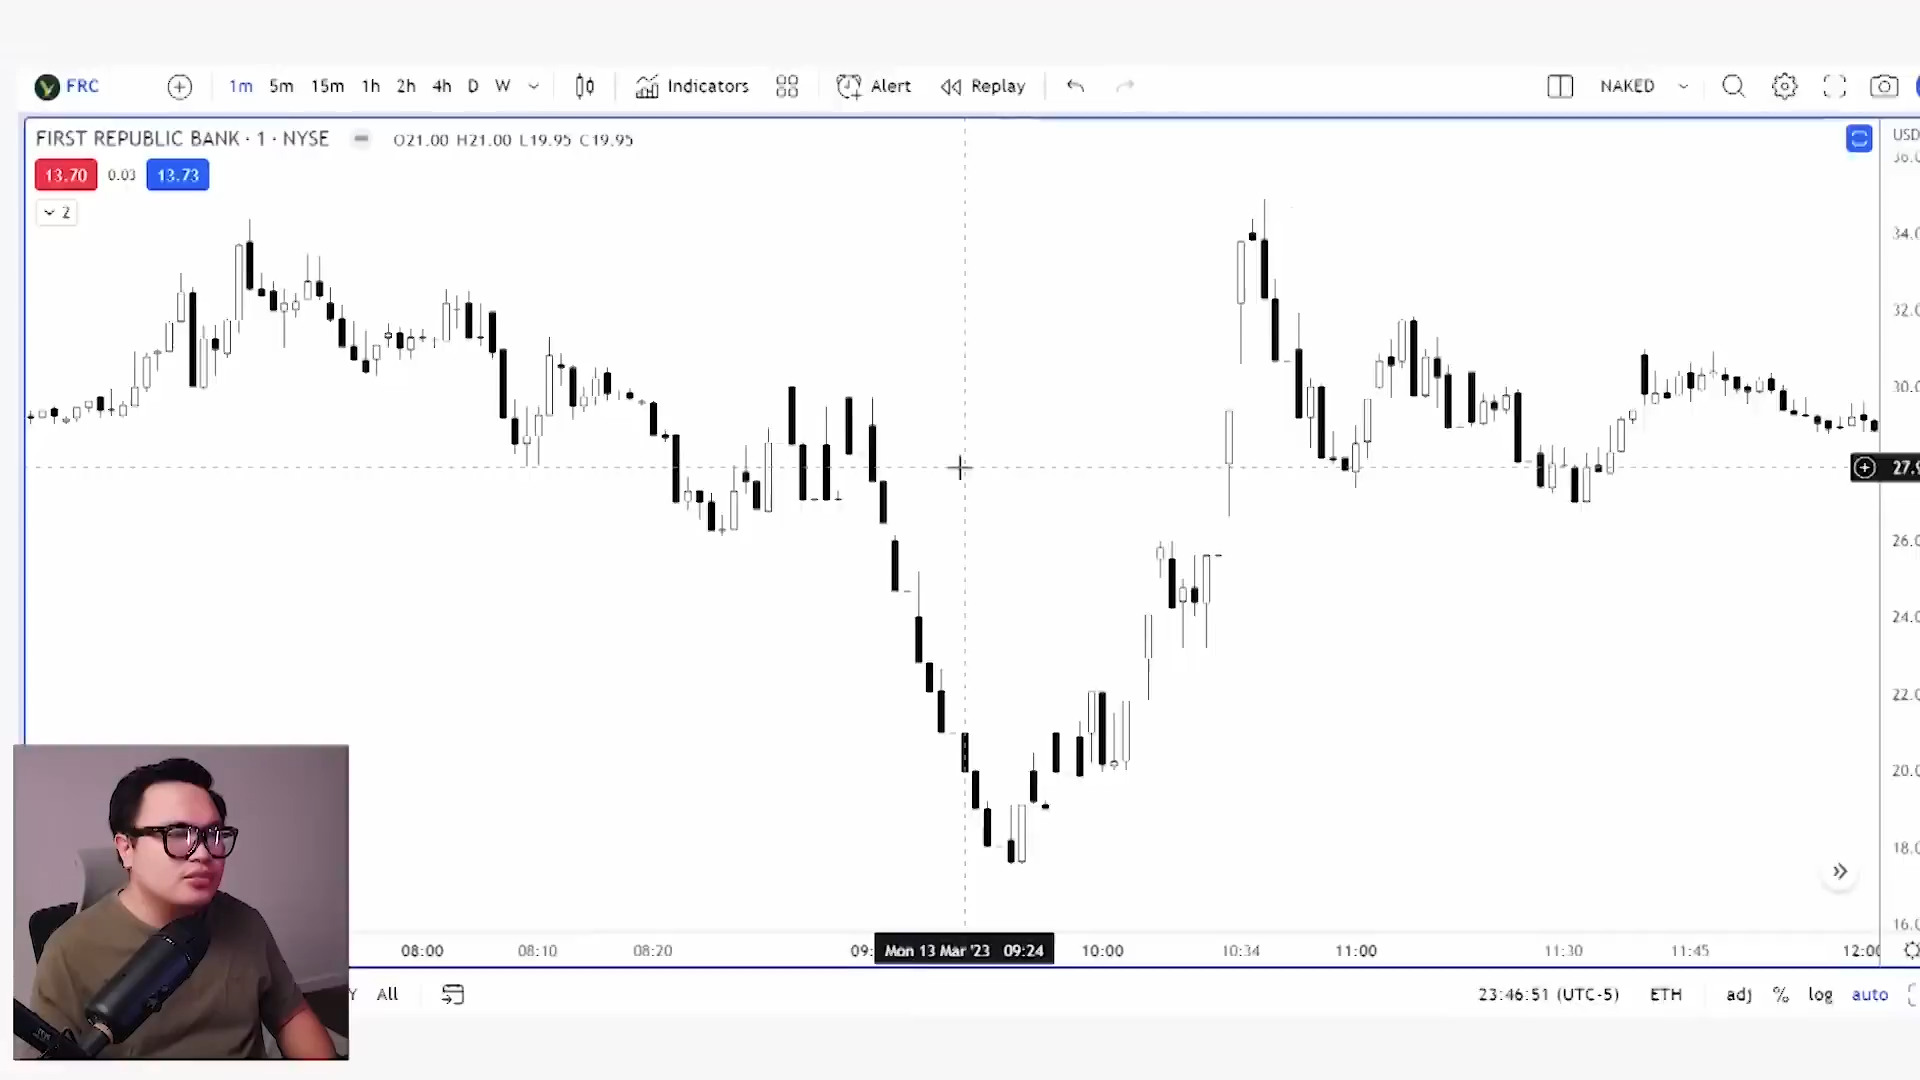 FRC 1m 5m 15m 1h 2h 4h D W Indicators Alert Replay NAKED
FIRST REPUBLIC BANK · 1 · NYSE O21.00 H21.00 L19.95 C19.95 USD
13.70 0.03 13.73
2
34.0
32.0
30.0
27.9
26.0
24.0
22.0
20.0
18.0
16.0
08:00 08:10 08:20 09: Mon 13 Mar '23 09:24 10:00 10:34 11:00 11:30 11:45 12:00
Y All 23:46:51 (UTC-5) ETH adj % log auto